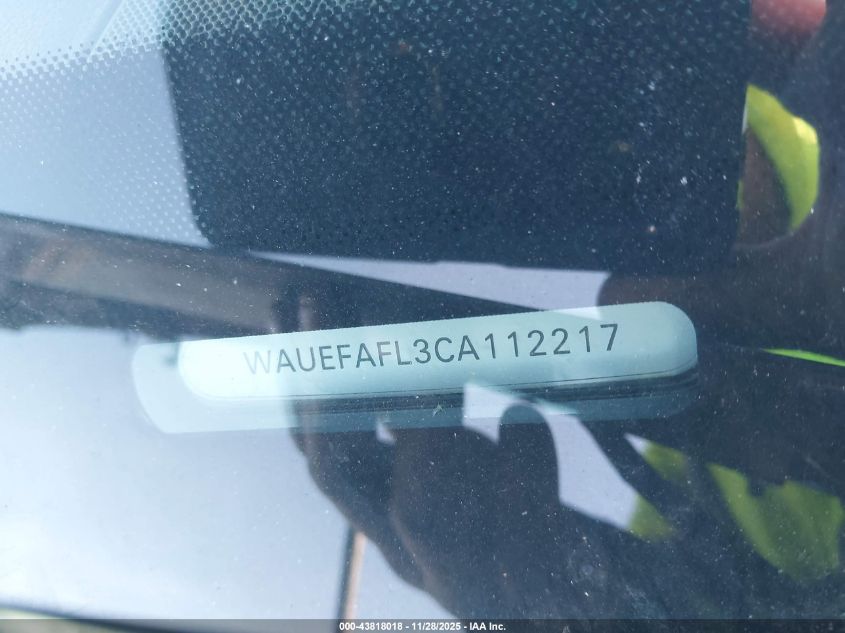 WAUEFAFL3CA112217
000-43818018 - 11/28/2025 - IAA Inc.